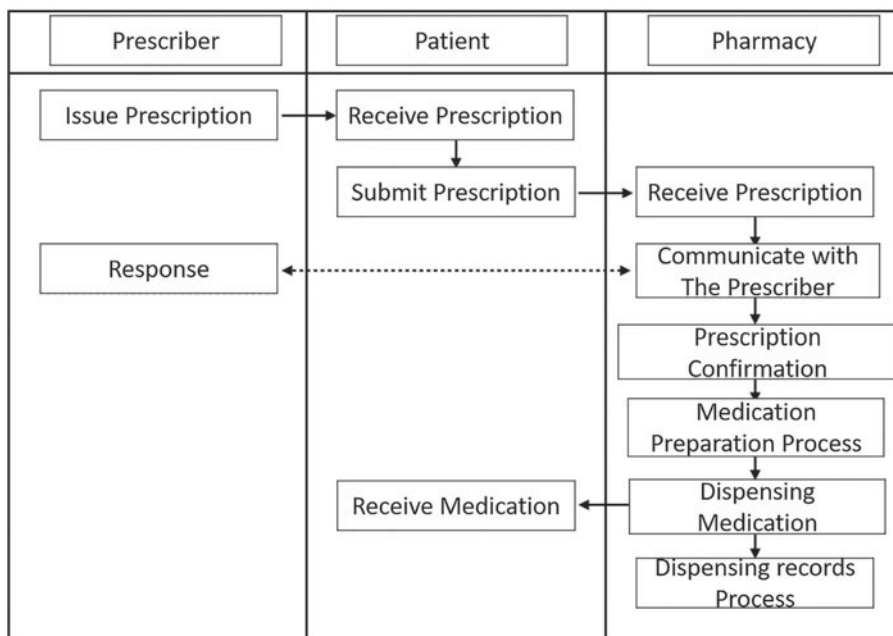 Prescriber
Patient
Pharmacy
Issue Prescription
Receive Prescription
Submit Prescription
Receive Prescription
Response
Communicate with
The Prescriber
Prescription
Confirmation
Medication
Preparation Process
Receive Medication
Dispensing
Medication
Dispensing records
Process